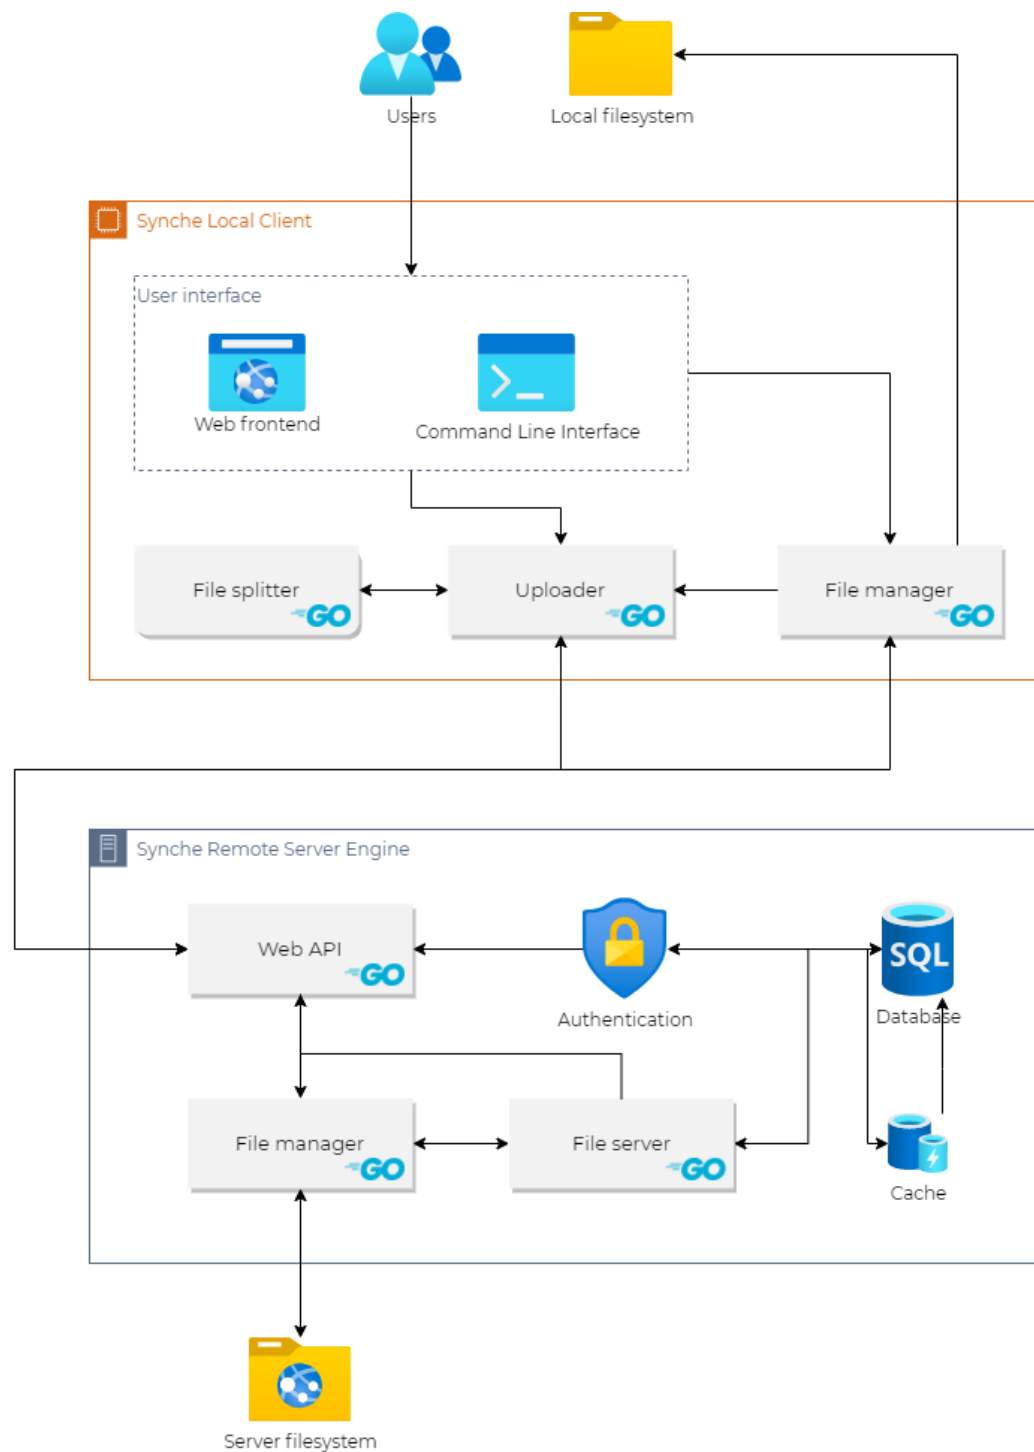 Users
Local filesystem
Synche Local Client
User interface
Web frontend
Command Line Interface
File splitter
GO
Uploader
GO
File manager
GO
Synche Remote Server Engine
Web API
GO
Authentication
SQL
Database
File manager
GO
File server
GO
Cache
Server filesystem